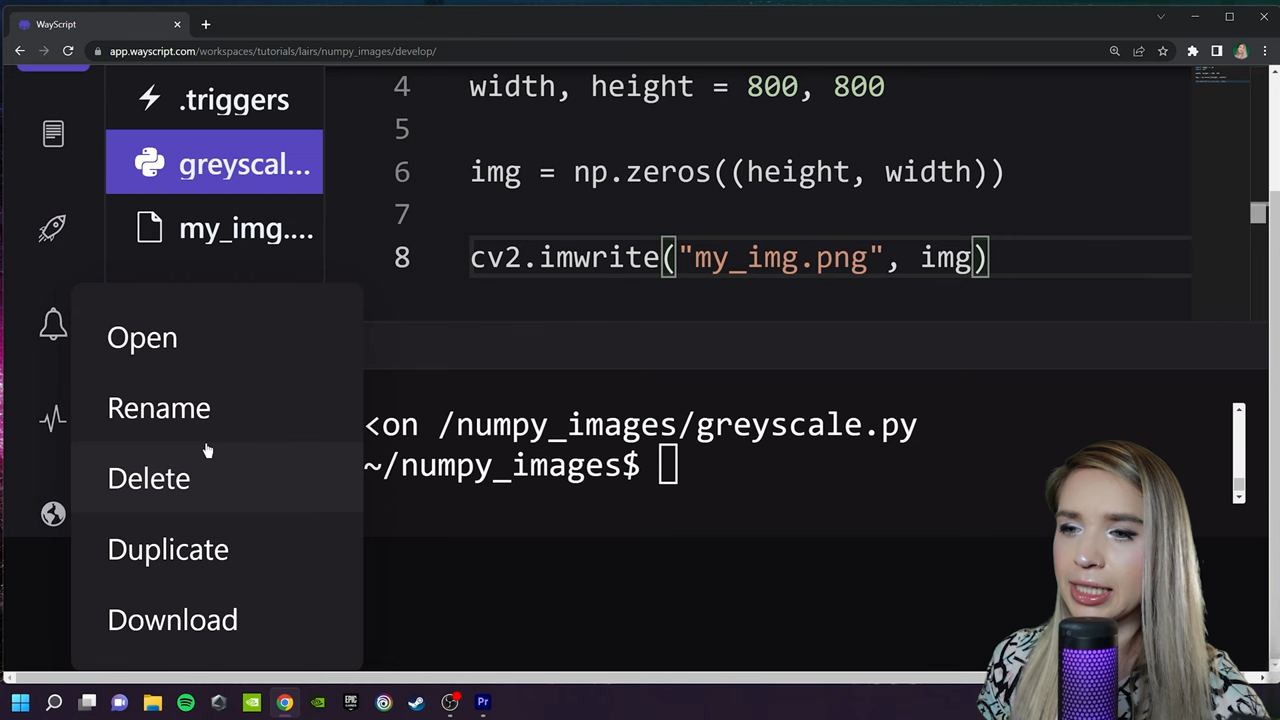 WayScript
app.wayscript.com/workspaces/tutorials/lairs/numpy_images/develop/
.triggers
greyscal...
my_img....
4 width, height = 800, 800
5
6 img = np.zeros((height, width))
7
8 cv2.imwrite("my_img.png", img)
Open
Rename
Delete
Duplicate
Download
<on /numpy_images/greyscale.py
~/numpy_images$
EPIC
Pr